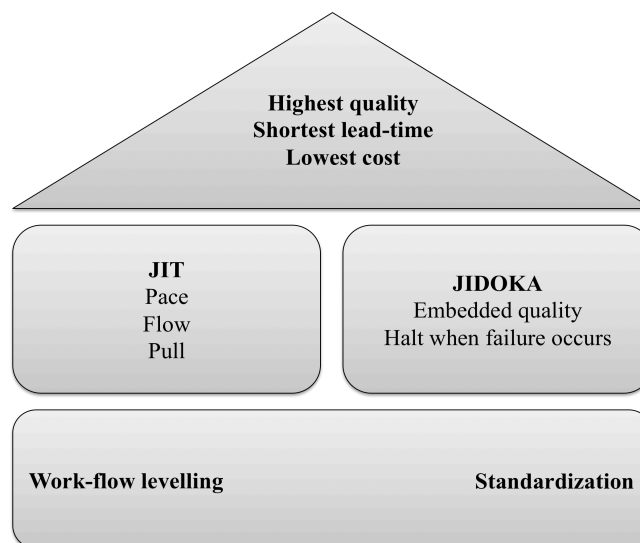 Highest quality
Shortest lead-time
Lowest cost
JIT
Pace
Flow
Pull
JIDOKA
Embedded quality
Halt when failure occurs
Work-flow levelling
Standardization